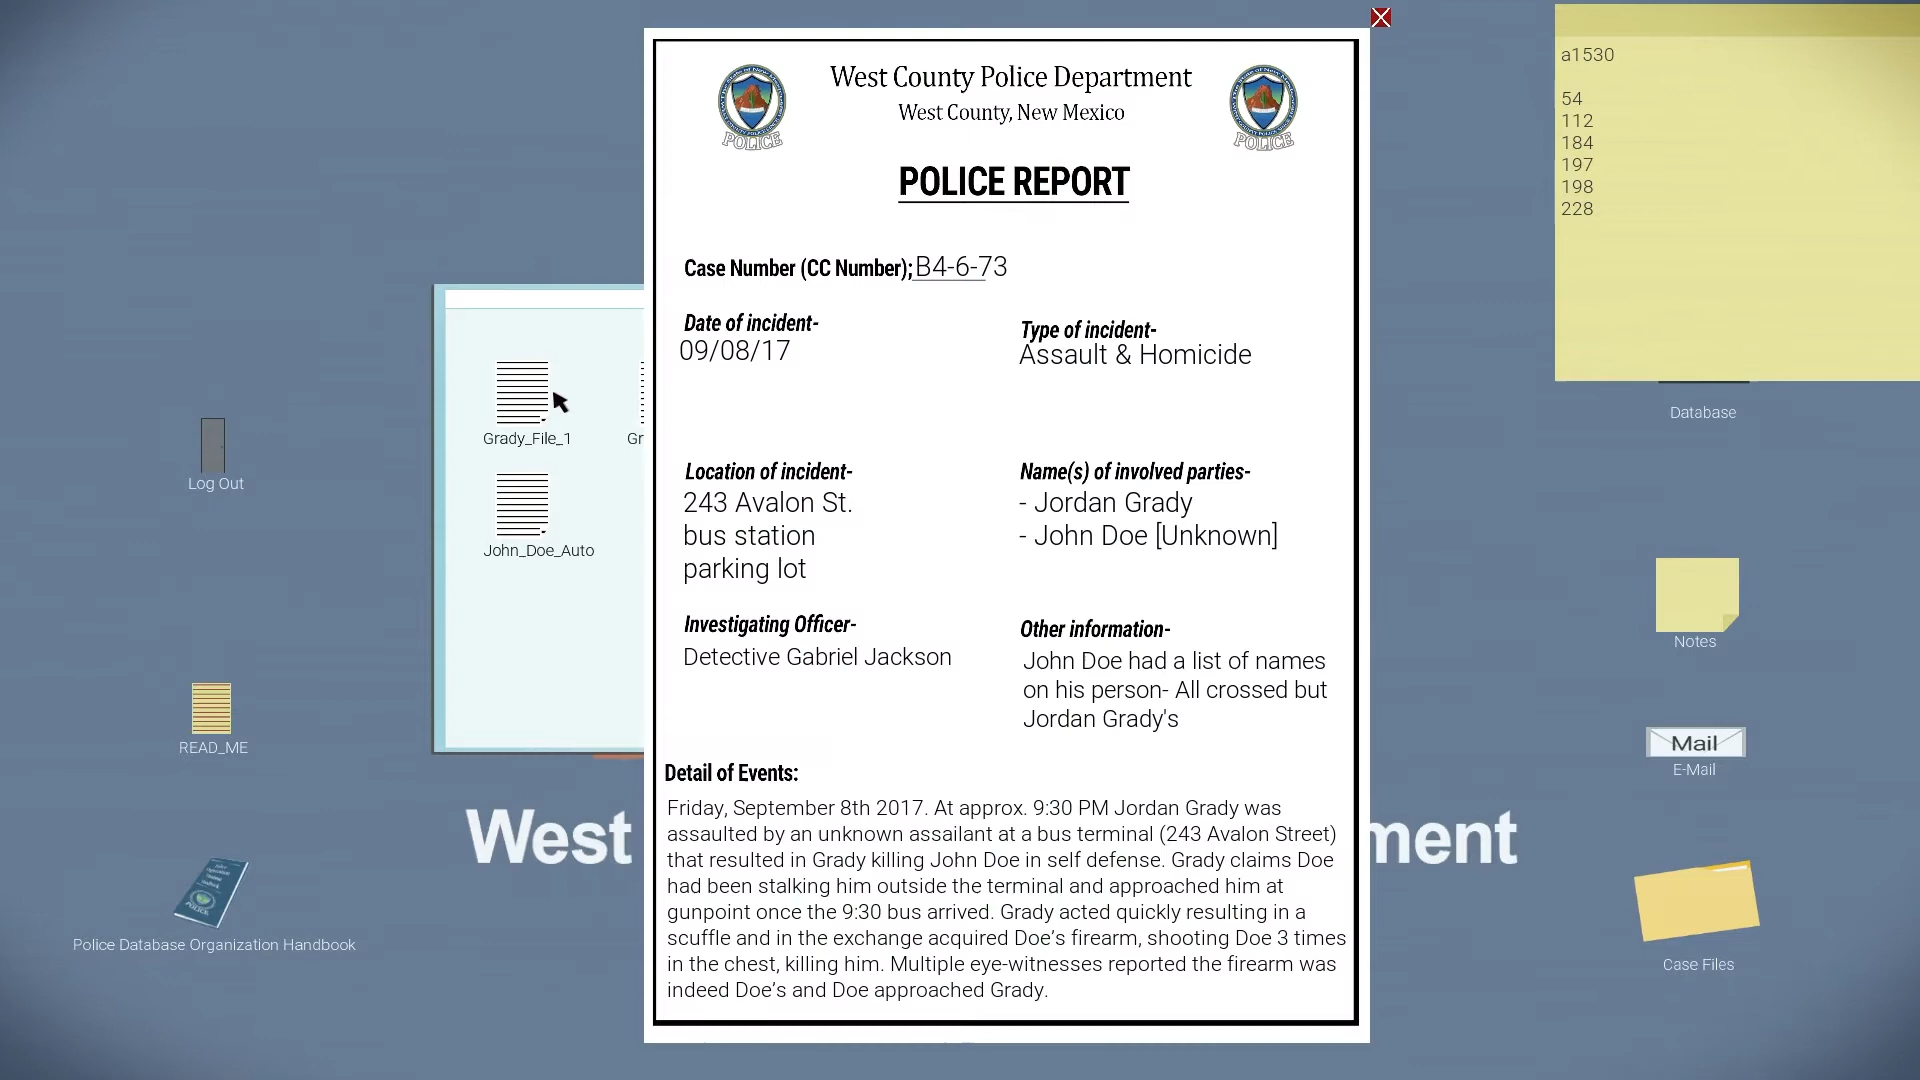 West County Police Department
West County, New Mexico
POLICE
POLICE
POLICE REPORT
Case Number (CC Number); B4-6-73
Date of incident-
09/08/17
Type of incident-
Assault & Homicide
Location of incident-
243 Avalon St.
bus station
parking lot
Name(s) of involved parties-
- Jordan Grady
- John Doe [Unknown]
Investigating Officer-
Detective Gabriel Jackson
Other information-
John Doe had a list of names
on his person- All crossed but
Jordan Grady's
Detail of Events:
Friday, September 8th 2017. At approx. 9:30 PM Jordan Grady was
assaulted by an unknown assailant at a bus terminal (243 Avalon Street)
that resulted in Grady killing John Doe in self defense. Grady claims Doe
had been stalking him outside the terminal and approached him at
gunpoint once the 9:30 bus arrived. Grady acted quickly resulting in a
scuffle and in the exchange acquired Doe’s firearm, shooting Doe 3 times
in the chest, killing him. Multiple eye-witnesses reported the firearm was
indeed Doe’s and Doe approached Grady.
a1530
54
112
184
197
198
228
Grady_File_1
Gr
John_Doe_Auto
Log Out
READ_ME
Police Database Organization Handbook
West
ment
Database
Notes
Mail
E-Mail
Case Files